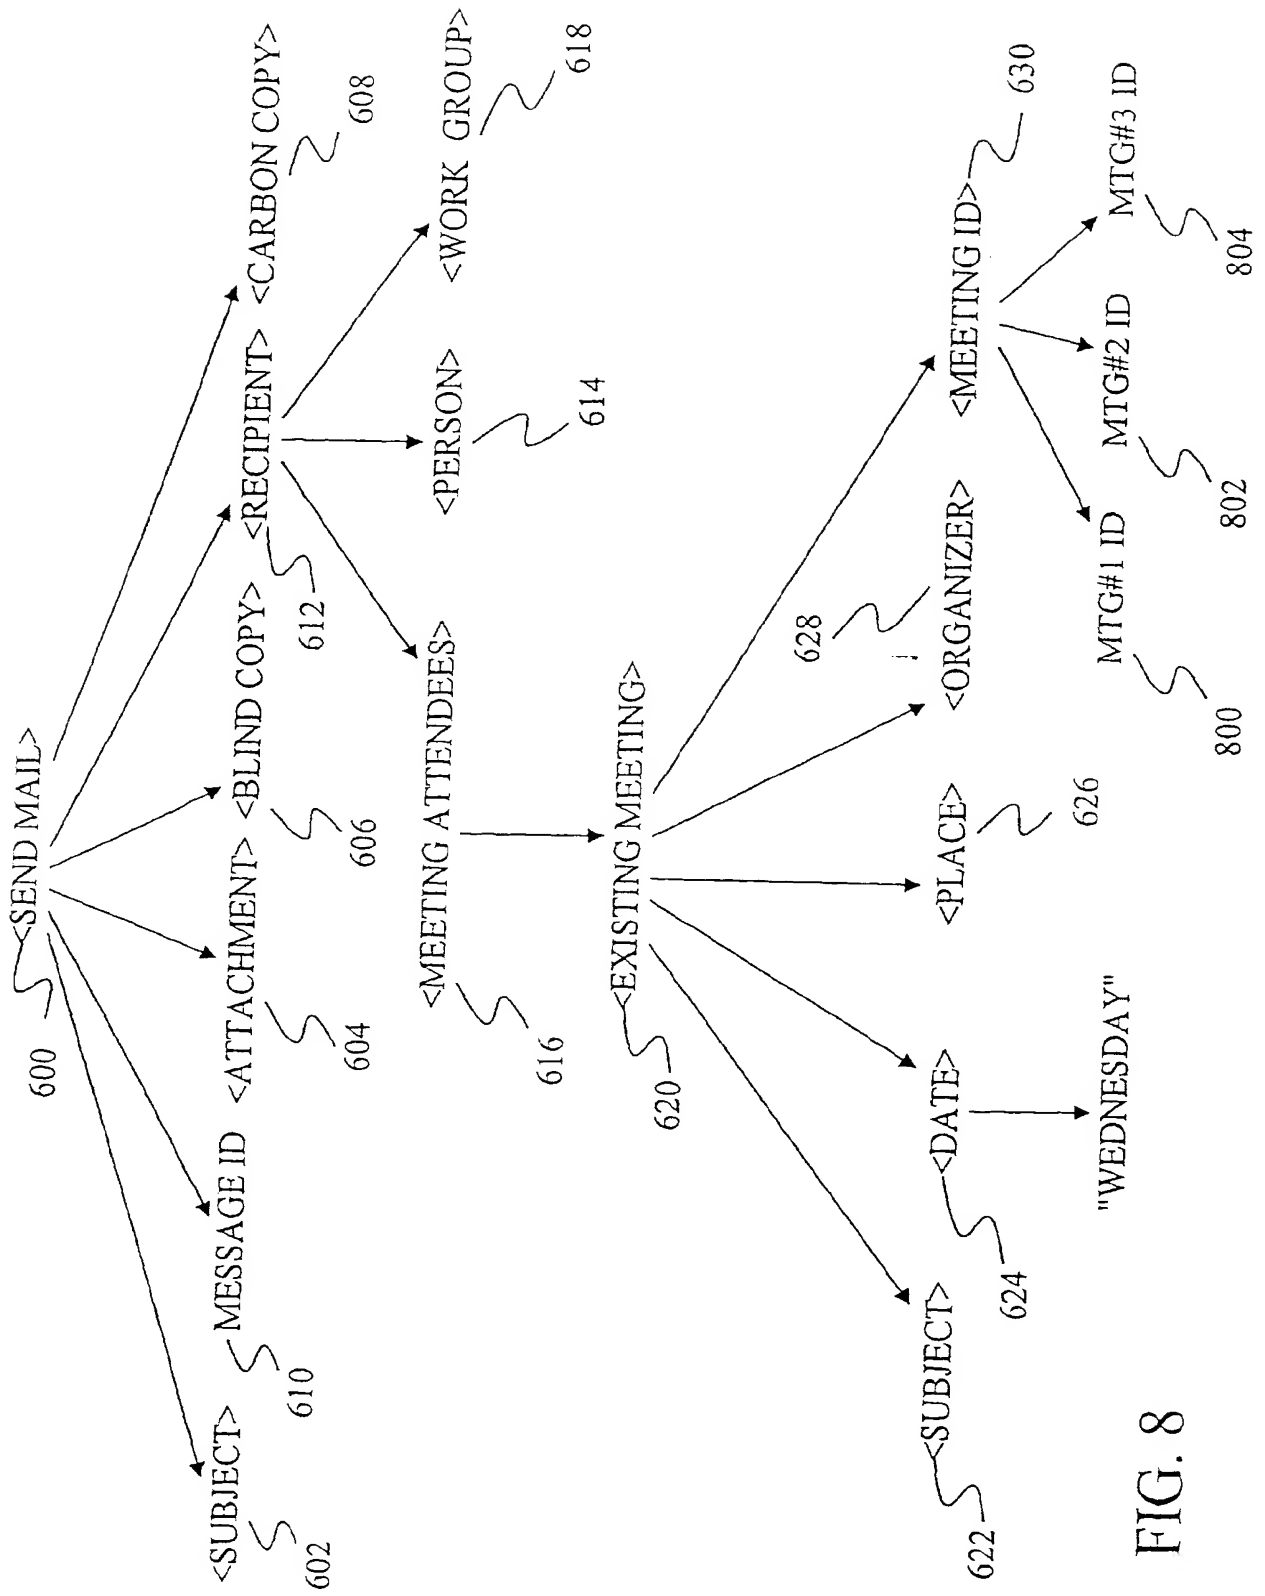 <SEND MAIL>
600
<SUBJECT>
MESSAGE ID
<ATTACHMENT>
<BLIND COPY>
<RECIPIENT>
<CARBON COPY>
602
610
604
606
612
608
<MEETING ATTENDEES>
<PERSON>
<WORK GROUP>
616
614
618
<EXISTING MEETING>
620
628
<SUBJECT>
<DATE>
<PLACE>
<ORGANIZER>
<MEETING ID>
622
624
626
630
"WEDNESDAY"
MTG#1 ID
MTG#2 ID
MTG#3 ID
800
802
804
FIG. 8